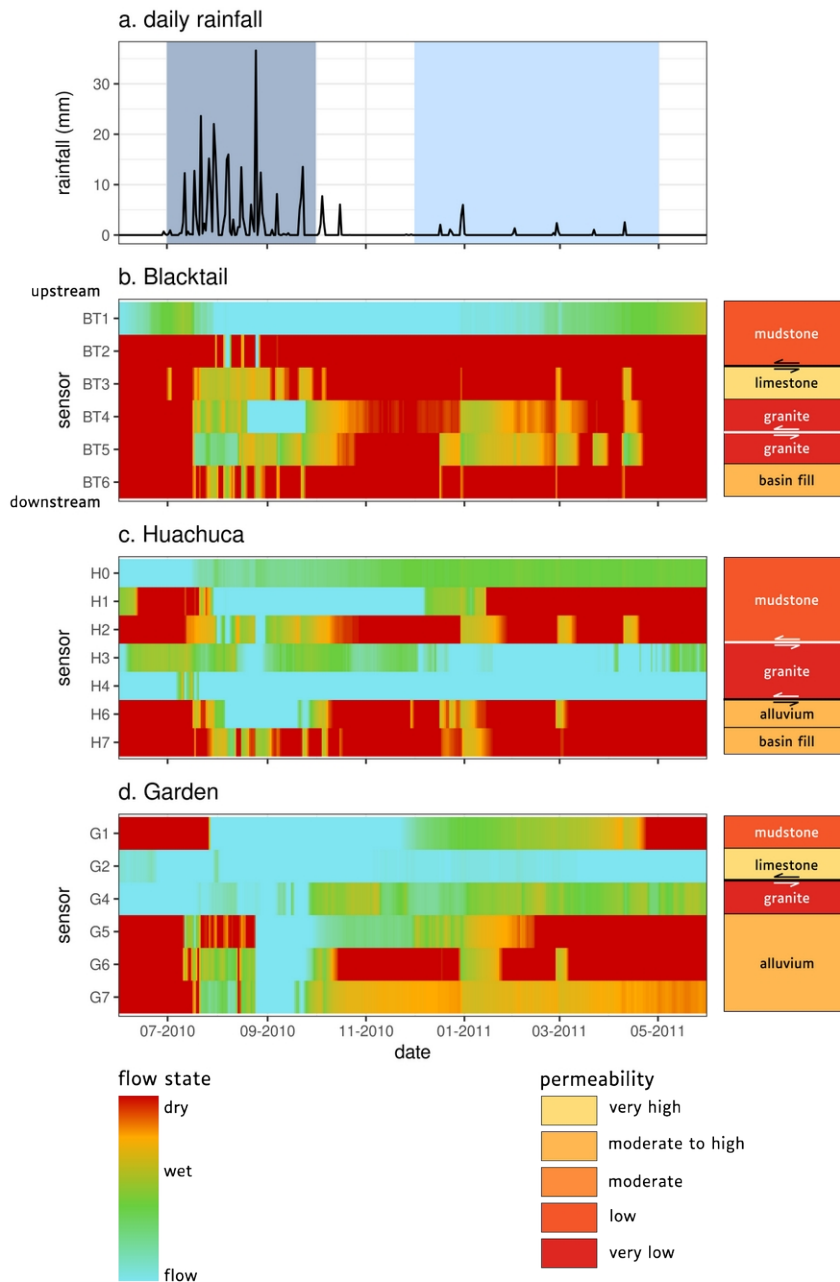 a. daily rainfall
rainfall (mm)
30
20
10
0
b. Blacktail
upstream
sensor
BT1
BT2
BT3
BT4
BT5
BT6
downstream
mudstone
limestone
granite
granite
basin fill
c. Huachuca
sensor
H0
H1
H2
H3
H4
H6
H7
mudstone
granite
alluvium
basin fill
d. Garden
sensor
G1
G2
G4
G5
G6
G7
mudstone
limestone
granite
alluvium
07-2010 09-2010 11-2010 01-2011 03-2011 05-2011
date
flow state
dry
wet
flow
permeability
very high
moderate to high
moderate
low
very low